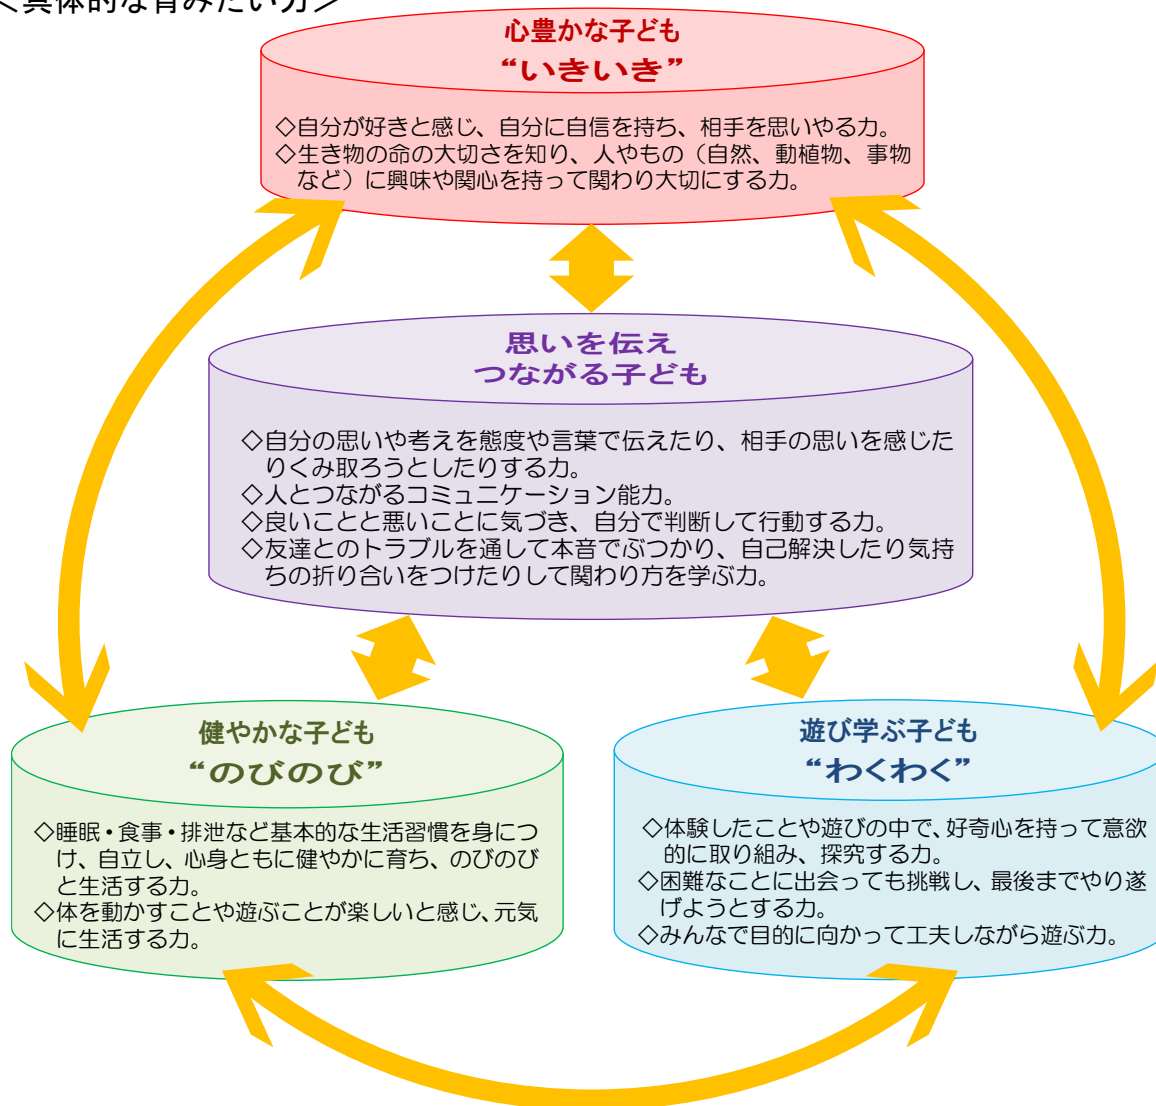 ＜具体的な育みたい力＞
心豊かな子ども
“いきいき”
◇自分が好きと感じ、自分に自信を持ち、相手を思いやる力。
◇生き物の命の大切さを知り、人やもの（自然、動植物、事物
など）に興味や関心を持って関わり大切にする力。
思いを伝え
つながる子ども
◇自分の思いや考えを態度や言葉で伝えたり、相手の思いを感じた
りくみ取ろうとしたりする力。
◇人とつながるコミュニケーション能力。
◇良いことと悪いことに気づき、自分で判断して行動する力。
◇友達とのトラブルを通して本音でぶつかり、自己解決したり気持
ちの折り合いをつけたりして関わり方を学ぶ力。
健やかな子ども
“のびのび”
◇睡眠・食事・排泄など基本的な生活習慣を身につ
け、自立し、心身ともに健やかに育ち、のびのび
と生活する力。
◇体を動かすことや遊ぶことが楽しいと感じ、元気
に生活する力。
遊び学ぶ子ども
“わくわく”
◇体験したことや遊びの中で、好奇心を持って意欲
的に取り組み、探究する力。
◇困難なことに出会っても挑戦し、最後までやり遂
げようとする力。
◇みんなで目的に向かって工夫しながら遊ぶ力。